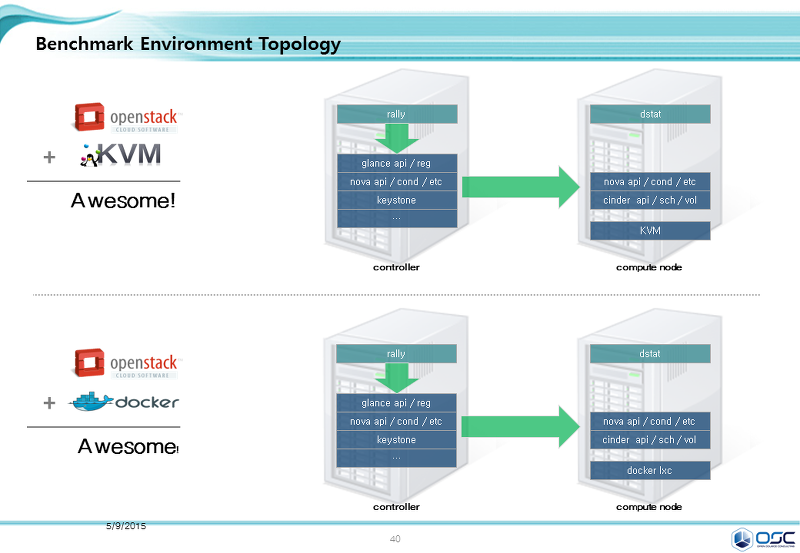 Benchmark Environment Topology
openstack
CLOUD SOFTWARE
+ KVM
Awesome!
rally
glance api / reg
nova api / cond / etc
keystone
...
controller
dstat
nova api / cond / etc
cinder api / sch / vol
KVM
compute node
openstack
CLOUD SOFTWARE
+ docker
Awesome!
rally
glance api / reg
nova api / cond / etc
keystone
...
controller
dstat
nova api / cond / etc
cinder api / sch / vol
docker lxc
compute node
5/9/2015
40
OSC